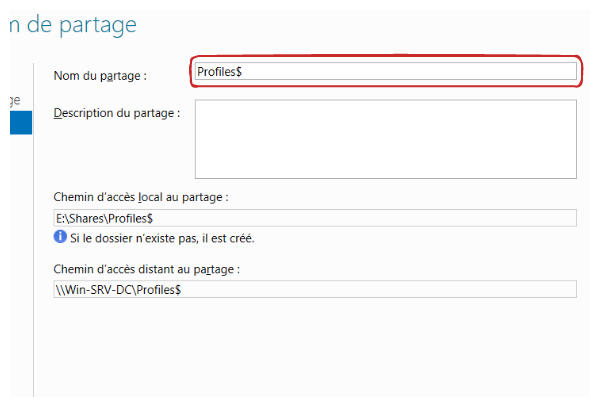 m de partage
Nom du partage :
Profiles$
ge
Description du partage :
Chemin d'accès local au partage :
E:\Shares\Profiles$
Si le dossier n'existe pas, il est créé.
Chemin d'accès distant au partage :
\\Win-SRV-DC\Profiles$